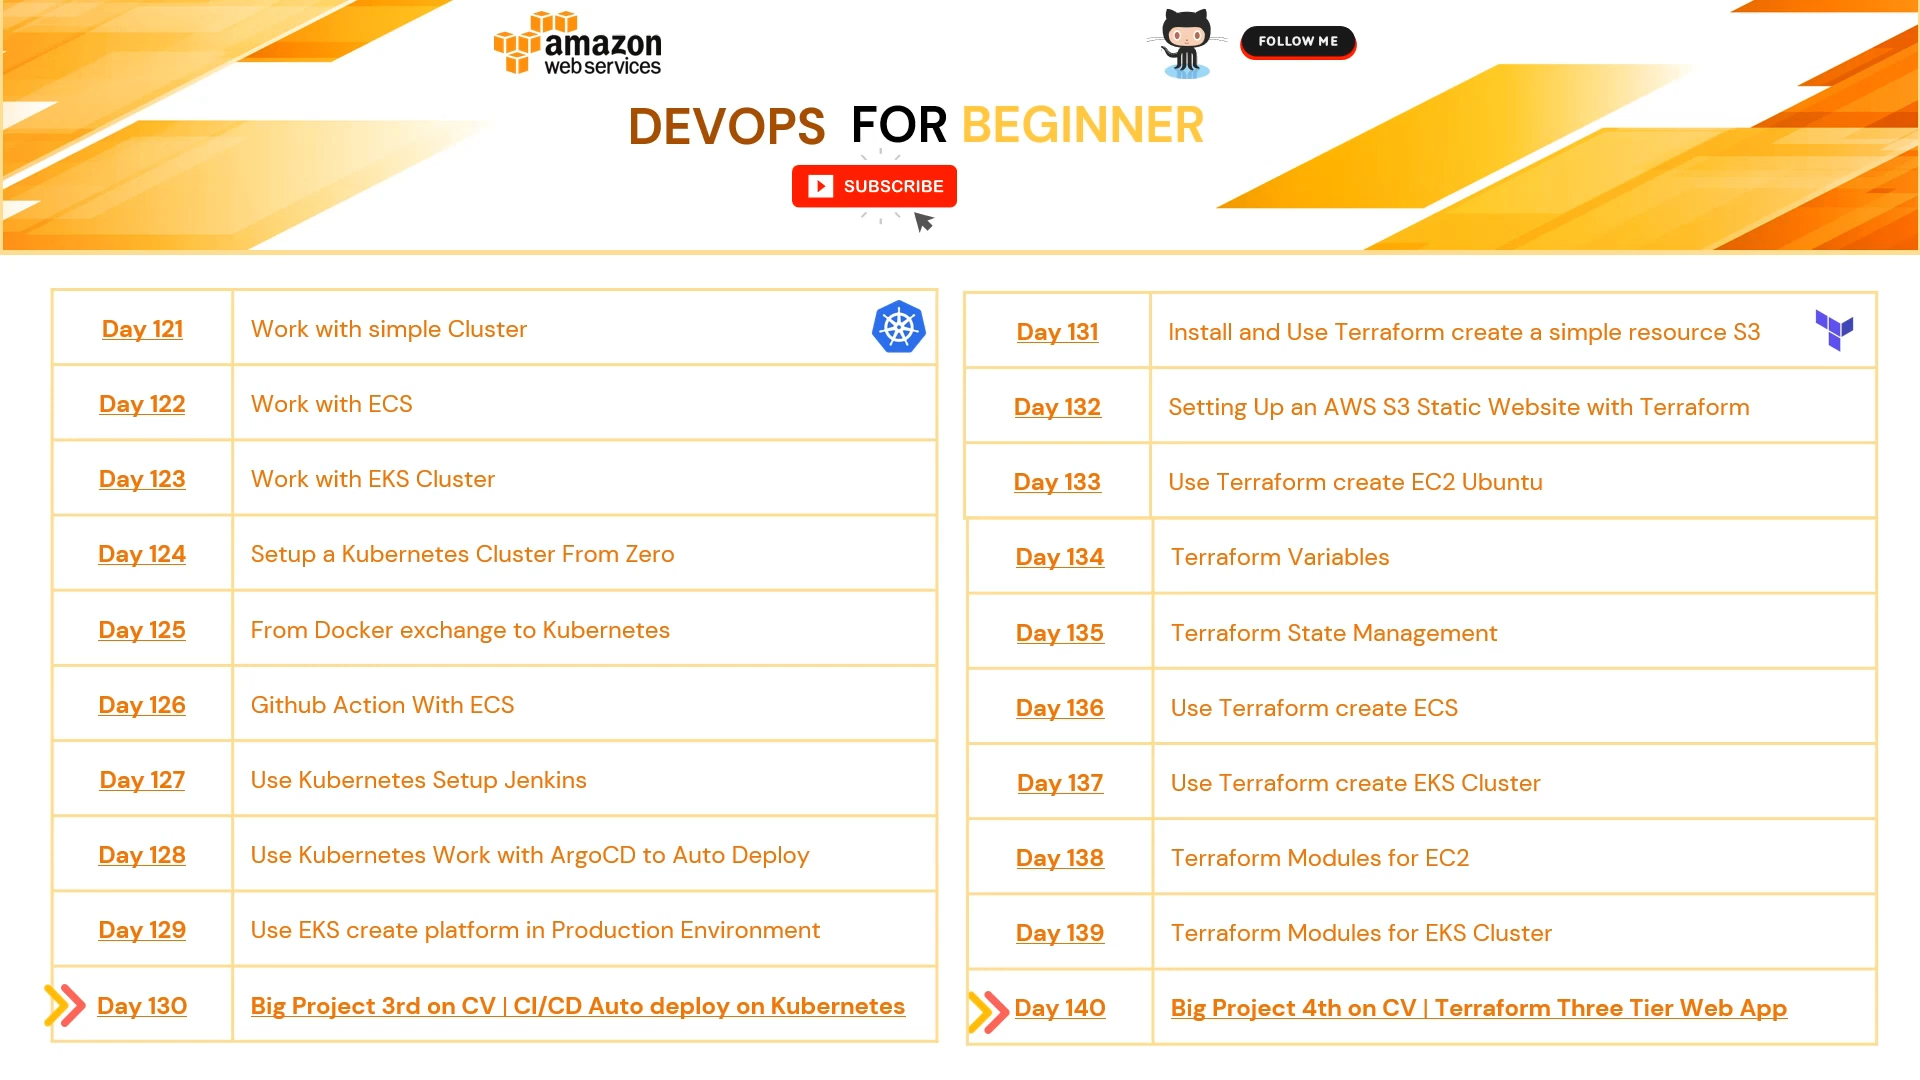 amazon
web services
FOLLOW ME
DEVOPS FOR BEGINNER
SUBSCRIBE
Day 121 Work with simple Cluster
Day 122 Work with ECS
Day 123 Work with EKS Cluster
Day 124 Setup a Kubernetes Cluster From Zero
Day 125 From Docker exchange to Kubernetes
Day 126 Github Action With ECS
Day 127 Use Kubernetes Setup Jenkins
Day 128 Use Kubernetes Work with ArgoCD to Auto Deploy
Day 129 Use EKS create platform in Production Environment
Day 130 Big Project 3rd on CV | CI/CD Auto deploy on Kubernetes
Day 131 Install and Use Terraform create a simple resource S3
Day 132 Setting Up an AWS S3 Static Website with Terraform
Day 133 Use Terraform create EC2 Ubuntu
Day 134 Terraform Variables
Day 135 Terraform State Management
Day 136 Use Terraform create ECS
Day 137 Use Terraform create EKS Cluster
Day 138 Terraform Modules for EC2
Day 139 Terraform Modules for EKS Cluster
Day 140 Big Project 4th on CV | Terraform Three Tier Web App